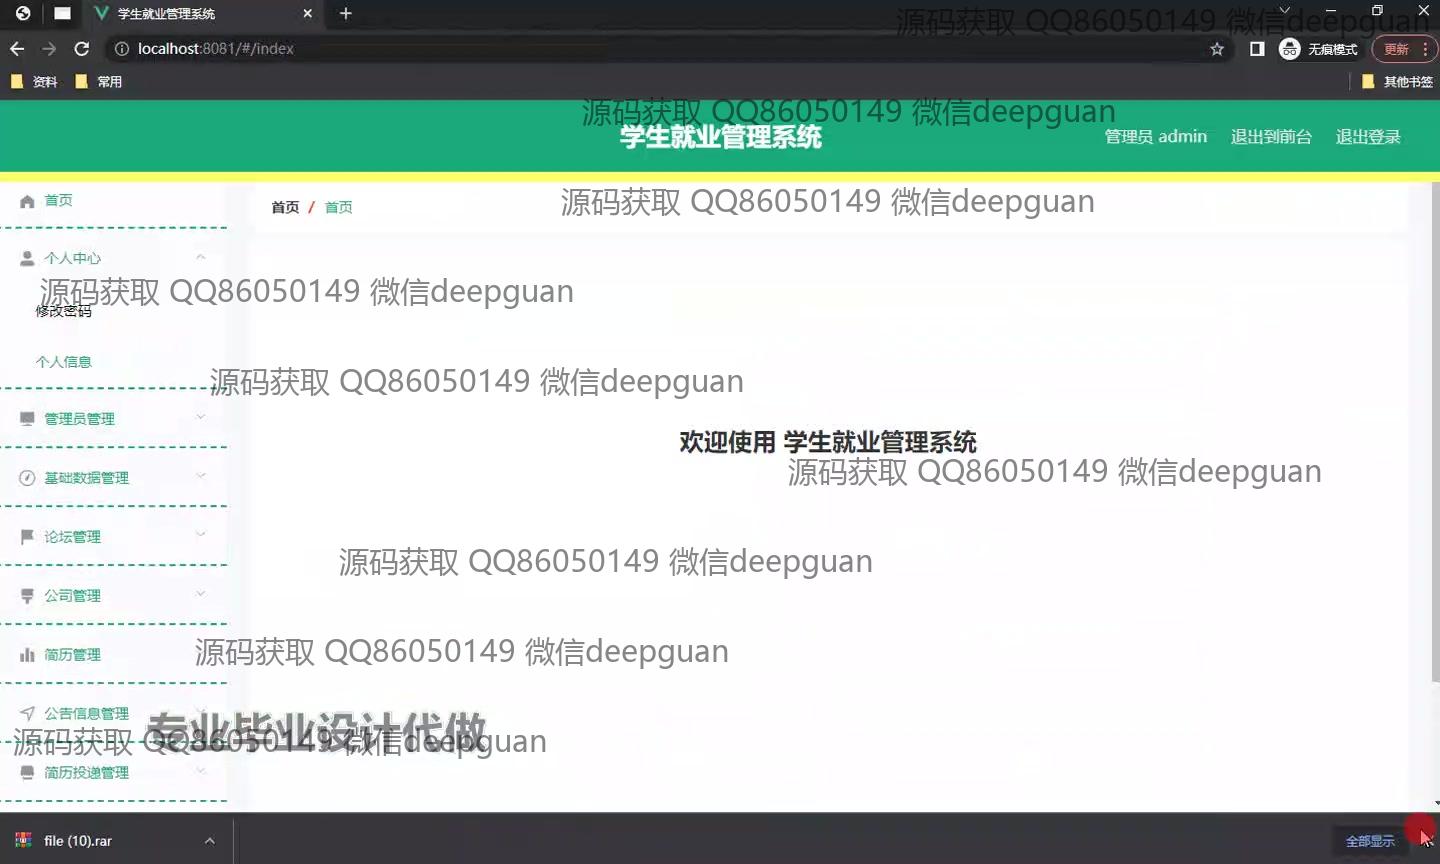 学生就业管理系统
源码获取 QQ86050149 微信deepguan
localhost:8081/#/index
无痕模式
更新
资料
常用
其他书签
源码获取 QQ86050149 微信deepguan
学生就业管理系统
管理员 admin
退出到前台
退出登录
首页
首页 / 首页
源码获取 QQ86050149 微信deepguan
个人中心
源码获取 QQ86050149 微信deepguan
修改密码
个人信息
源码获取 QQ86050149 微信deepguan
管理员管理
欢迎使用 学生就业管理系统
源码获取 QQ86050149 微信deepguan
基础数据管理
论坛管理
源码获取 QQ86050149 微信deepguan
公司管理
简历管理
源码获取 QQ86050149 微信deepguan
公告信息管理
专业毕业设计代做
源码获取 QQ86050149 微信deepguan
简历投递管理
file (10).rar
全部显示